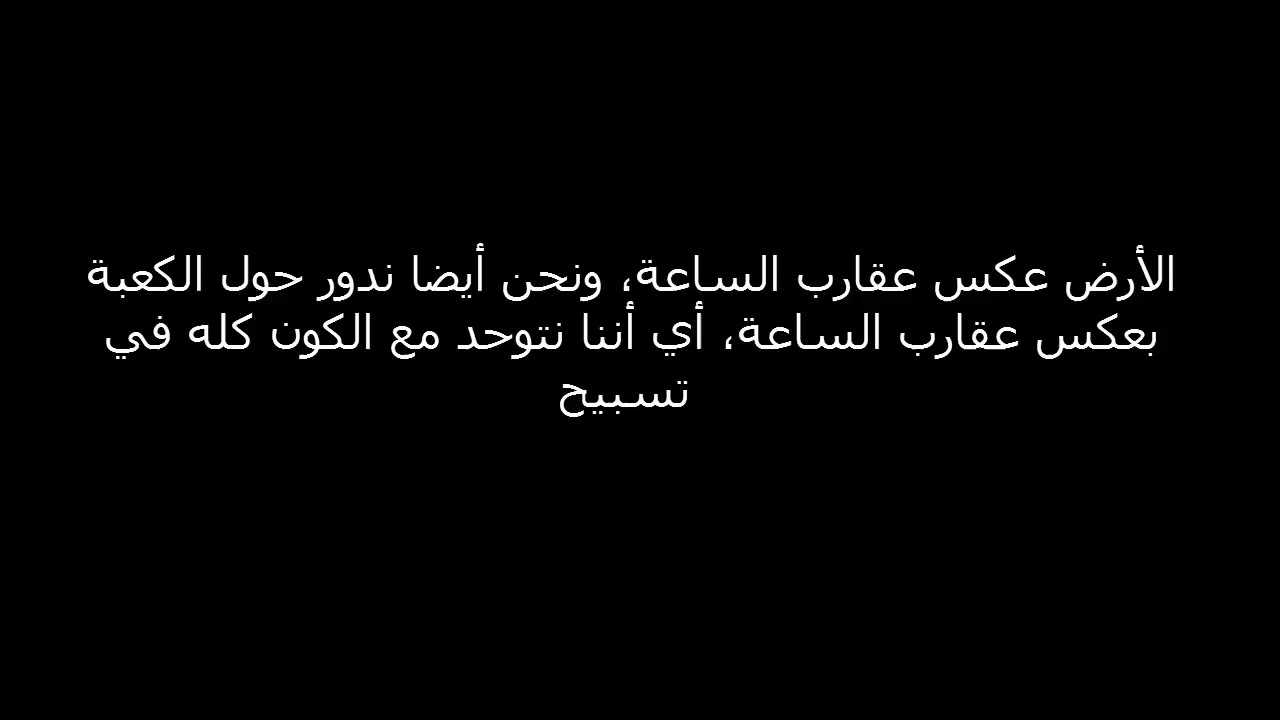 الأرض عكس عقارب الساعة، ونحن أيضا ندور حول الكعبة
بعكس عقارب الساعة، أي أننا نتوحد مع الكون كله في
تسبيح